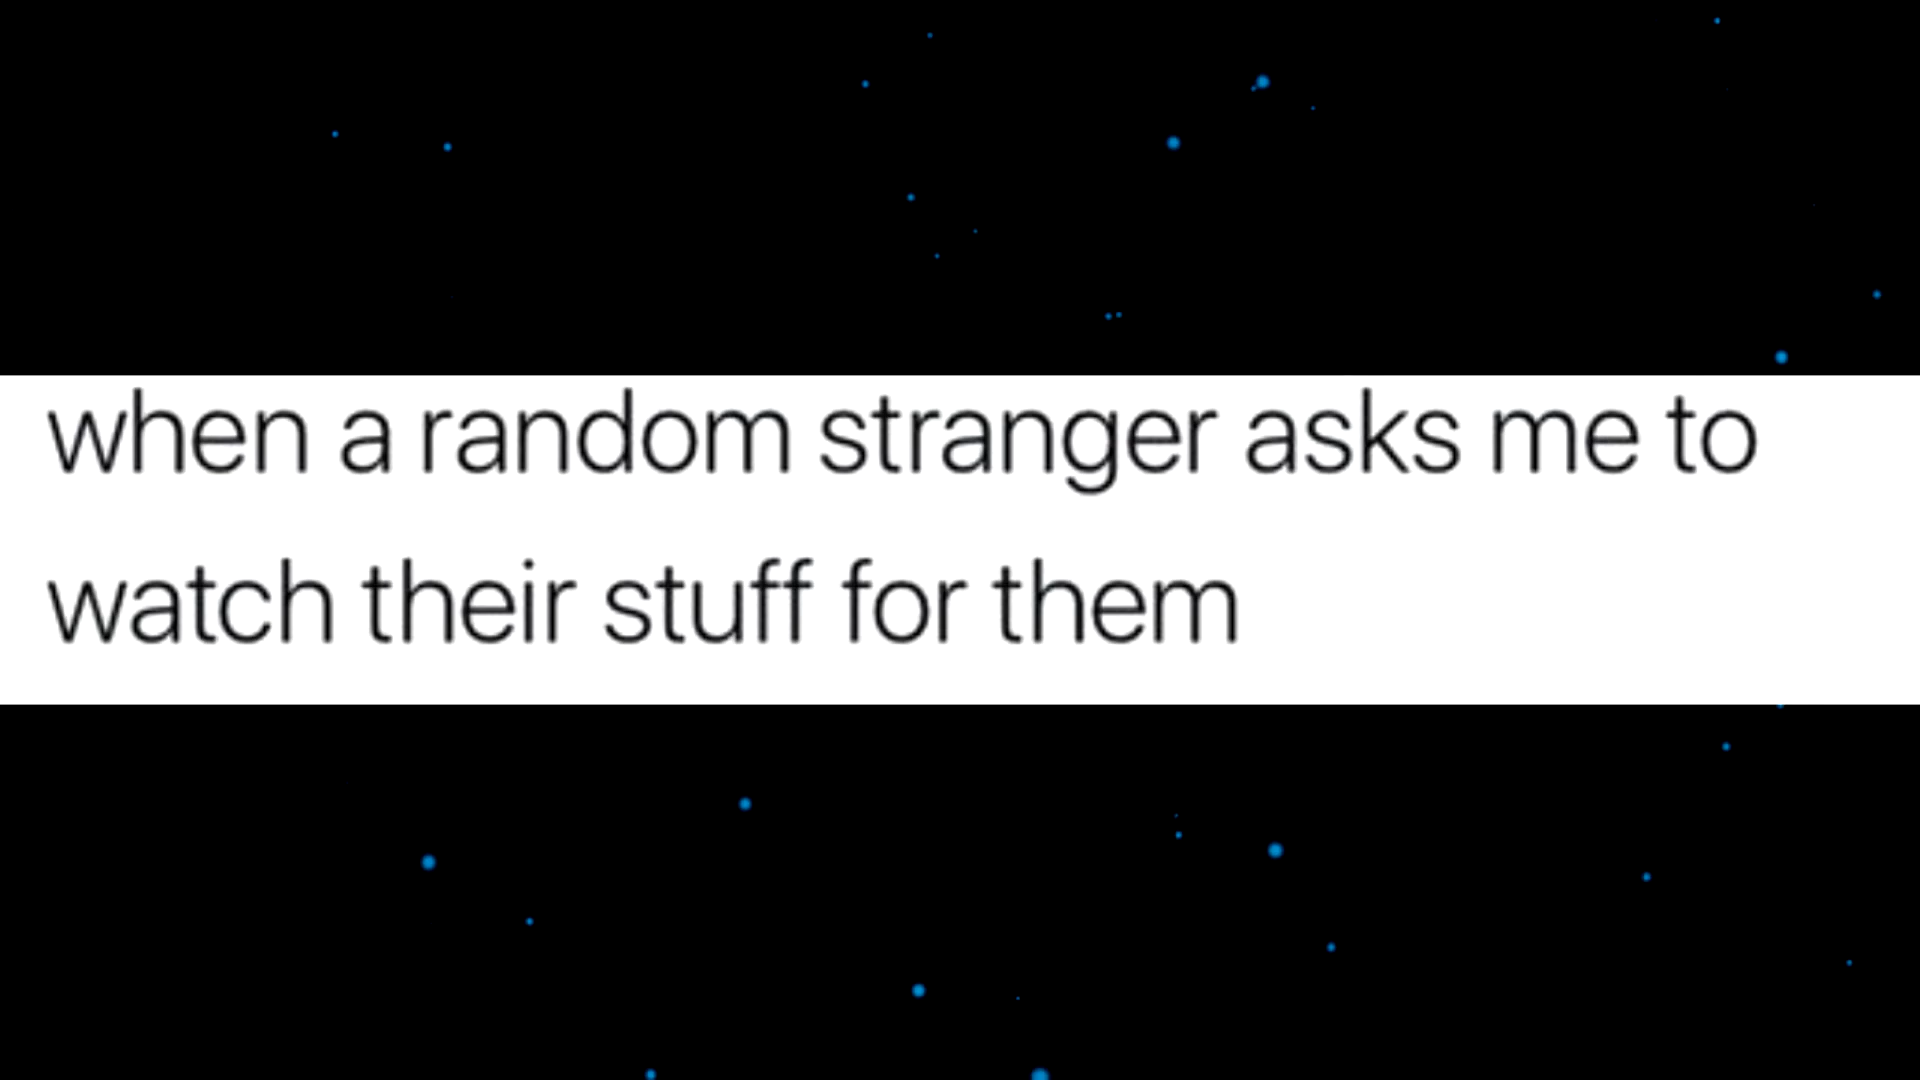 when a random stranger asks me to
watch their stuff for them